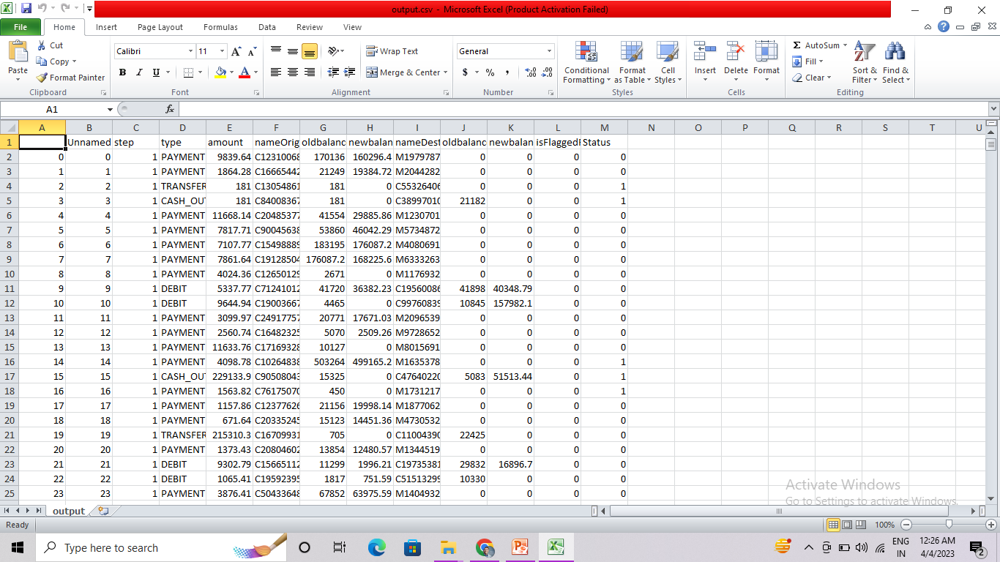 output.csv - Microsoft Excel (Product Activation Failed)
File Home Insert Page Layout Formulas Data Review View
Paste Cut Copy Format Painter Clipboard
Calibri 11 B I U Font
Wrap Text Merge & Center Alignment
General $ % , Number
Conditional Formatting Format as Table Cell Styles Styles
Insert Delete Format Cells
AutoSum Fill Clear Sort & Filter Find & Select Editing
A1 fx
A B C D E F G H I J K L M N O P Q R S T U
1 Unnamed step type amount nameOrig oldbalanc newbalan nameDest oldbalanc newbalan isFlaggedF Status
2 0 0 1 PAYMENT 9839.64 C12310068 170136 160296.4 M1979787 0 0 0 0
3 1 1 1 PAYMENT 1864.28 C16665442 21249 19384.72 M2044282 0 0 0 0
4 2 2 1 TRANSFER 181 C13054861 181 0 C55326406 0 0 0 1
5 3 3 1 CASH_OUT 181 C84008367 181 0 C38997010 21182 0 0 1
6 4 4 1 PAYMENT 11668.14 C20485377 41554 29885.86 M1230701 0 0 0 0
7 5 5 1 PAYMENT 7817.71 C90045638 53860 46042.29 M5734872 0 0 0 0
8 6 6 1 PAYMENT 7107.77 C15498889 183195 176087.2 M4080691 0 0 0 0
9 7 7 1 PAYMENT 7861.64 C19128504 176087.2 168225.6 M6333263 0 0 0 0
10 8 8 1 PAYMENT 4024.36 C12650129 2671 0 M1176932 0 0 0 0
11 9 9 1 DEBIT 5337.77 C71241012 41720 36382.23 C19560086 41898 40348.79 0 0
12 10 10 1 DEBIT 9644.94 C19003667 4465 0 C99760839 10845 157982.1 0 0
13 11 11 1 PAYMENT 3099.97 C24917757 20771 17671.03 M2096539 0 0 0 0
14 12 12 1 PAYMENT 2560.74 C16482325 5070 2509.26 M9728652 0 0 0 0
15 13 13 1 PAYMENT 11633.76 C17169328 10127 0 M8015691 0 0 0 0
16 14 14 1 PAYMENT 4098.78 C10264838 503264 499165.2 M1635378 0 0 0 1
17 15 15 1 CASH_OUT 229133.9 C90508043 15325 0 C47640220 5083 51513.44 0 1
18 16 16 1 PAYMENT 1563.82 C76175070 450 0 M1731217 0 0 0 1
19 17 17 1 PAYMENT 1157.86 C12377626 21156 19998.14 M1877062 0 0 0 0
20 18 18 1 PAYMENT 671.64 C20335245 15123 14451.36 M4730532 0 0 0 0
21 19 19 1 TRANSFER 215310.3 C16709931 705 0 C11004390 22425 0 0 0
22 20 20 1 PAYMENT 1373.43 C20804602 13854 12480.57 M1344519 0 0 0 0
23 21 21 1 DEBIT 9302.79 C15665112 11299 1996.21 C19735381 29832 16896.7 0 0
24 22 22 1 DEBIT 1065.41 C19592395 1817 751.59 C51513299 10330 0 0 0
25 23 23 1 PAYMENT 3876.41 C50433648 67852 63975.59 M1404932 0 0 0 0
Activate Windows
Go to Settings to activate Windows.
output
Ready 100%
Type here to search
ENG IN
12:26 AM
4/4/2023
2